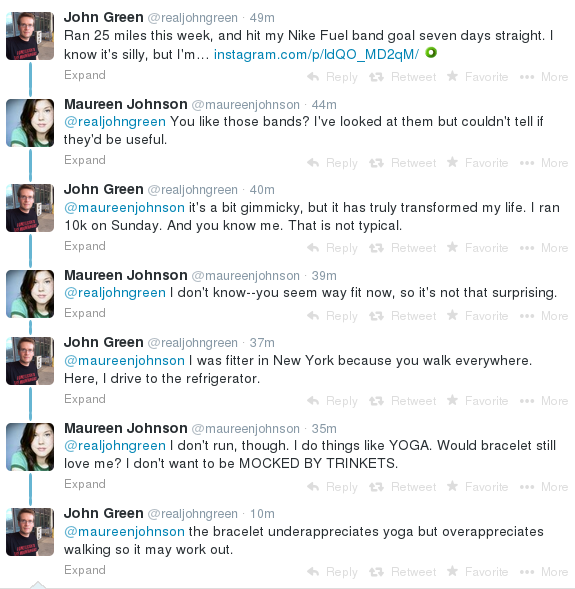 John Green @realjohngreen · 49m
Ran 25 miles this week, and hit my Nike Fuel band goal seven days straight. I
know it's silly, but I'm... instagram.com/p/ldQO_MD2qM/
Expand
Reply Retweet Favorite More
Maureen Johnson @maureenjohnson · 44m
@realjohngreen You like those bands? I've looked at them but couldn't tell if
they'd be useful.
Expand
Reply Retweet Favorite More
John Green @realjohngreen · 40m
@maureenjohnson it's a bit gimmicky, but it has truly transformed my life. I ran
10k on Sunday. And you know me. That is not typical.
Expand
Reply Retweet Favorite More
Maureen Johnson @maureenjohnson · 39m
@realjohngreen I don't know--you seem way fit now, so it's not that surprising.
Expand
Reply Retweet Favorite More
John Green @realjohngreen · 37m
@maureenjohnson I was fitter in New York because you walk everywhere.
Here, I drive to the refrigerator.
Expand
Reply Retweet Favorite More
Maureen Johnson @maureenjohnson · 35m
@realjohngreen I don't run, though. I do things like YOGA. Would bracelet still
love me? I don't want to be MOCKED BY TRINKETS.
Expand
Reply Retweet Favorite More
John Green @realjohngreen · 10m
@maureenjohnson the bracelet underappreciates yoga but overappreciates
walking so it may work out.
Expand
Reply Retweet Favorite More